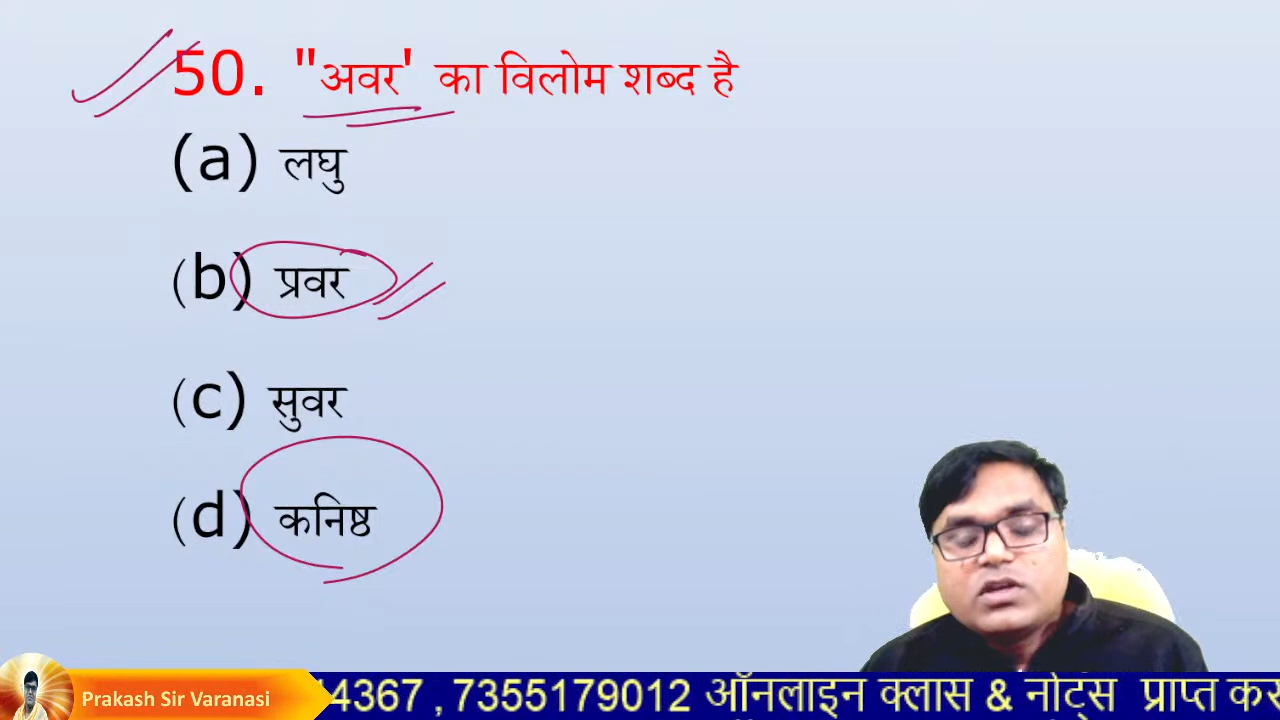 50. "अवर' का विलोम शब्द है
(a) लघु
(b) प्रवर
(c) सुवर
(d) कनिष्ठ
Prakash Sir Varanasi
4367 , 7355179012 ऑनलाइन क्लास & नोट्स प्राप्त कर